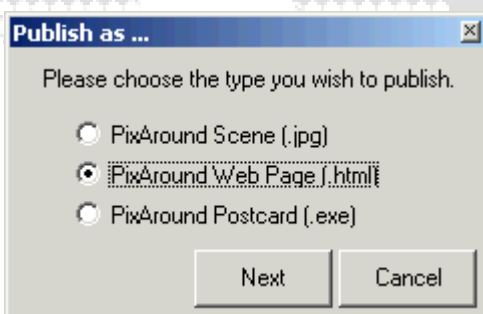 Publish as ...
Please choose the type you wish to publish.
PixAround Scene (.jpg)
PixAround Web Page (.html)
PixAround Postcard (.exe)
Next
Cancel